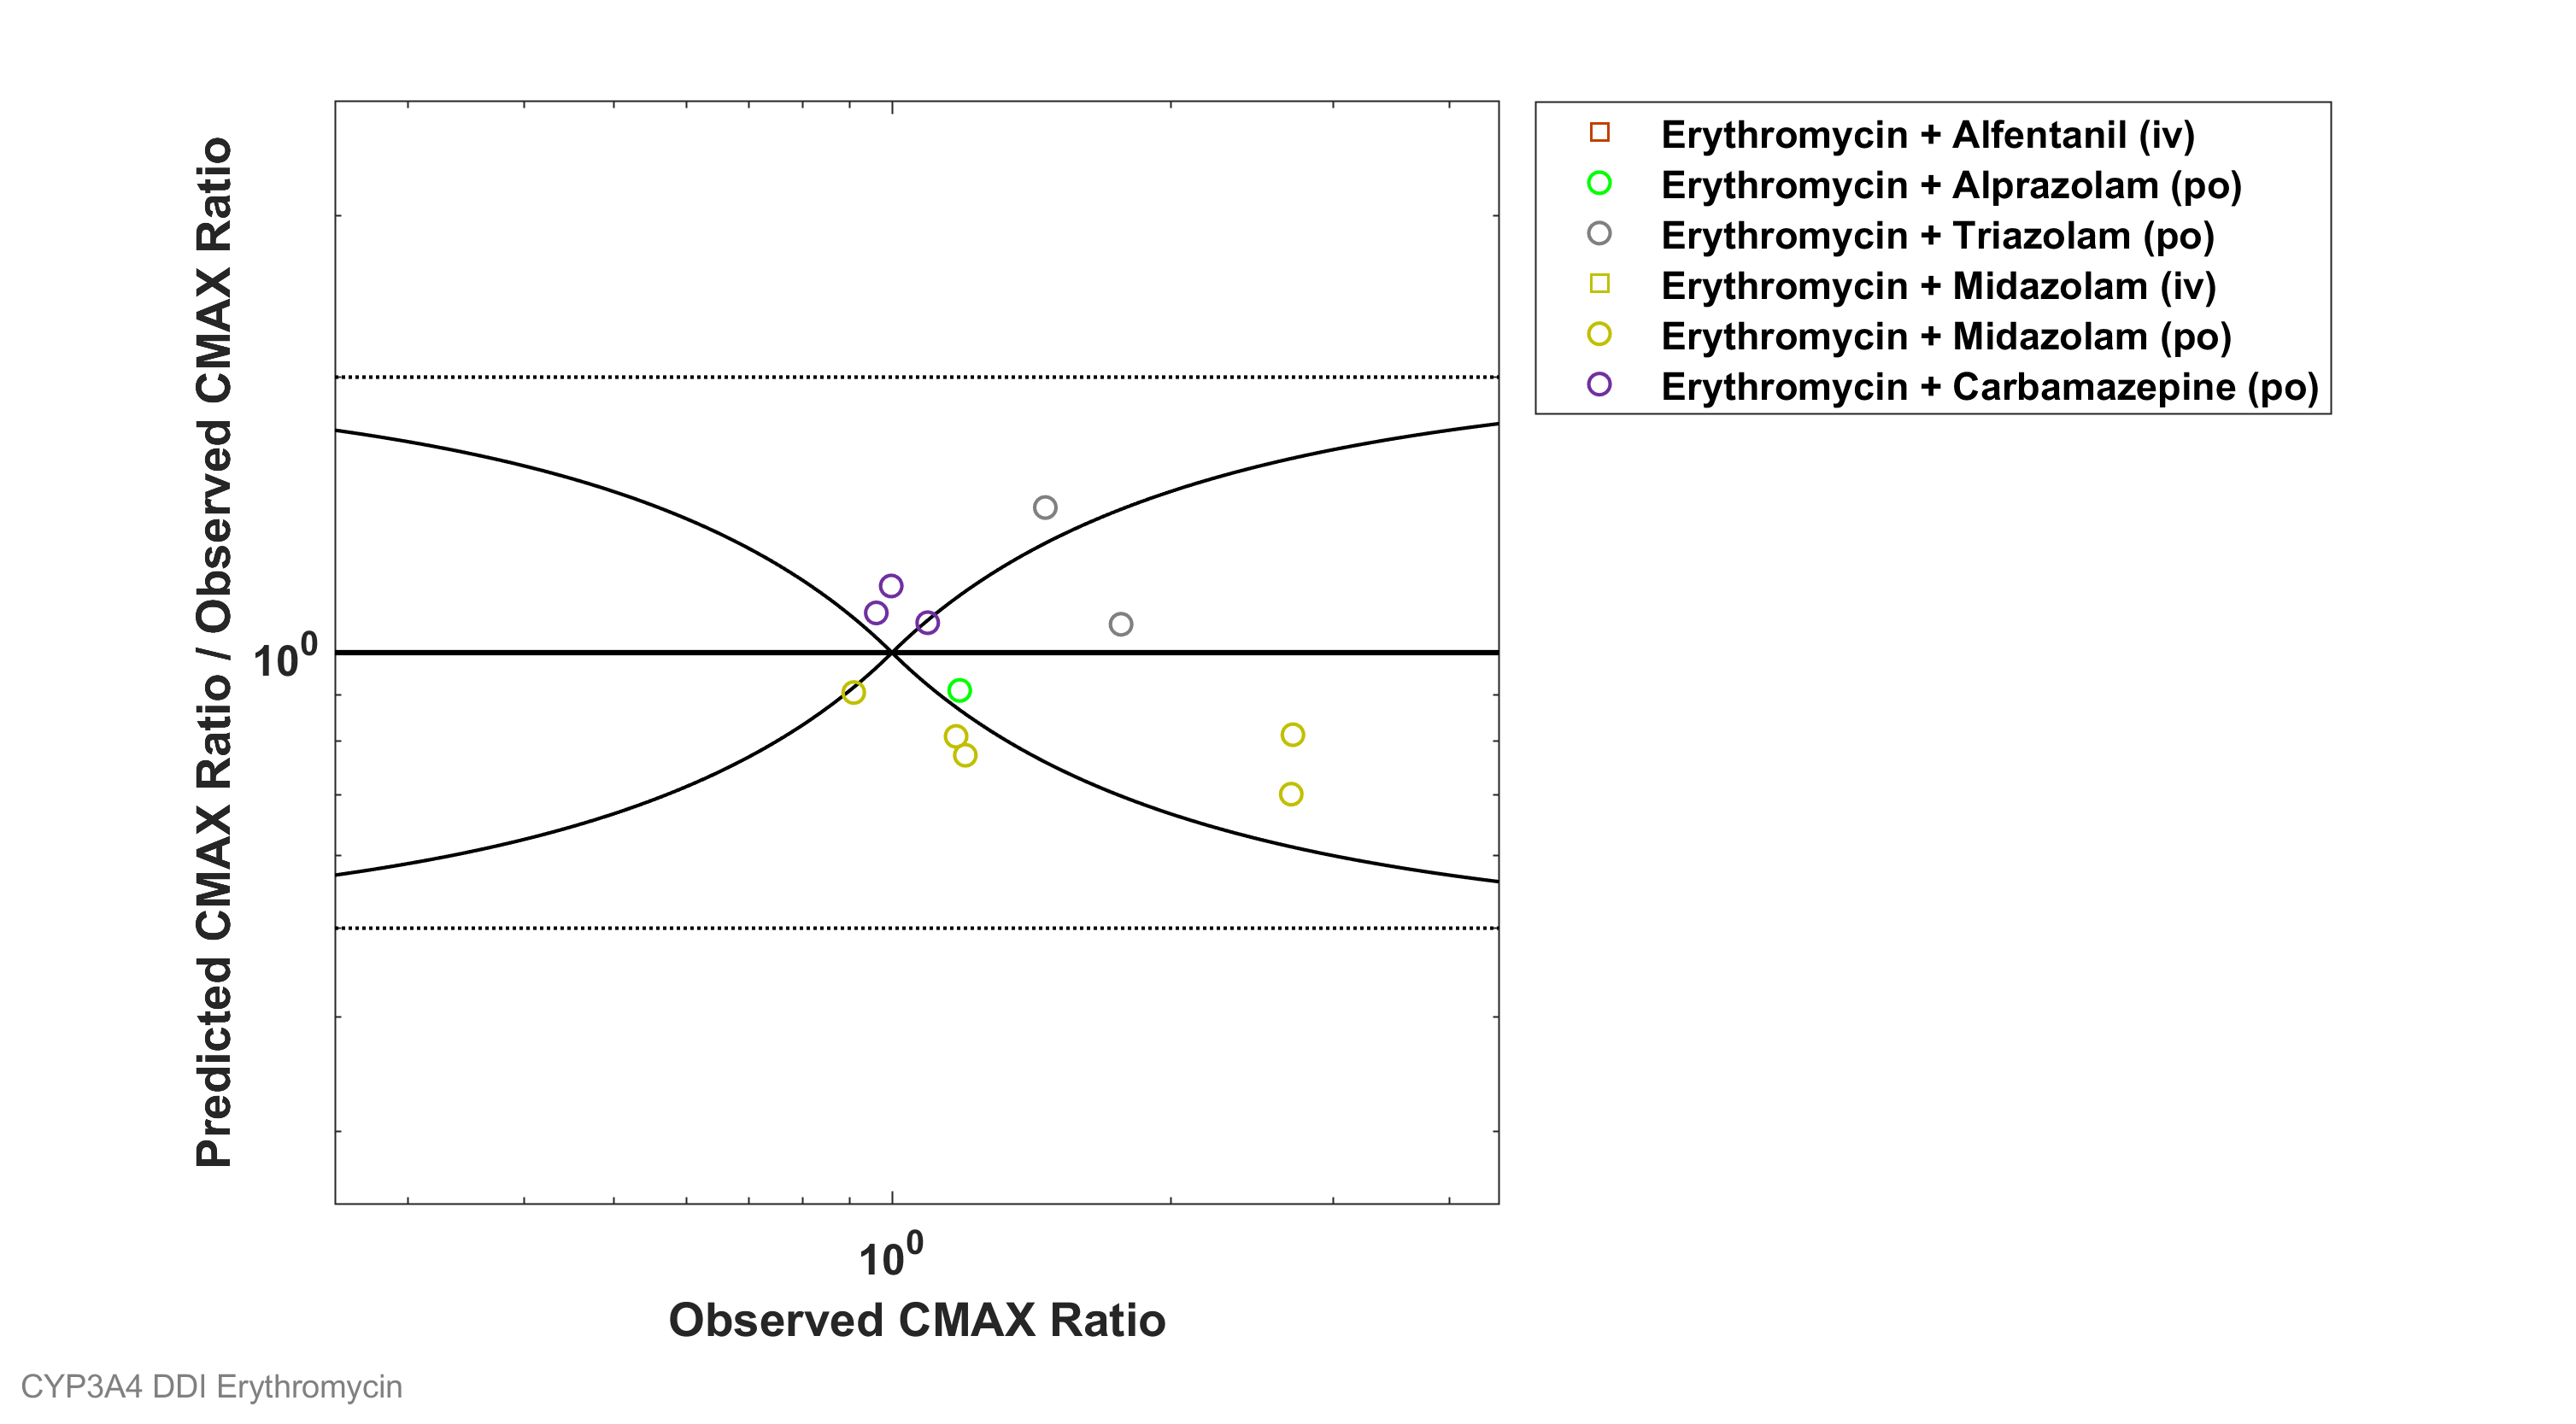 Predicted CMAX Ratio / Observed CMAX Ratio
10^0
10^0
Observed CMAX Ratio
Erythromycin + Alfentanil (iv)
Erythromycin + Alprazolam (po)
Erythromycin + Triazolam (po)
Erythromycin + Midazolam (iv)
Erythromycin + Midazolam (po)
Erythromycin + Carbamazepine (po)
CYP3A4 DDI Erythromycin